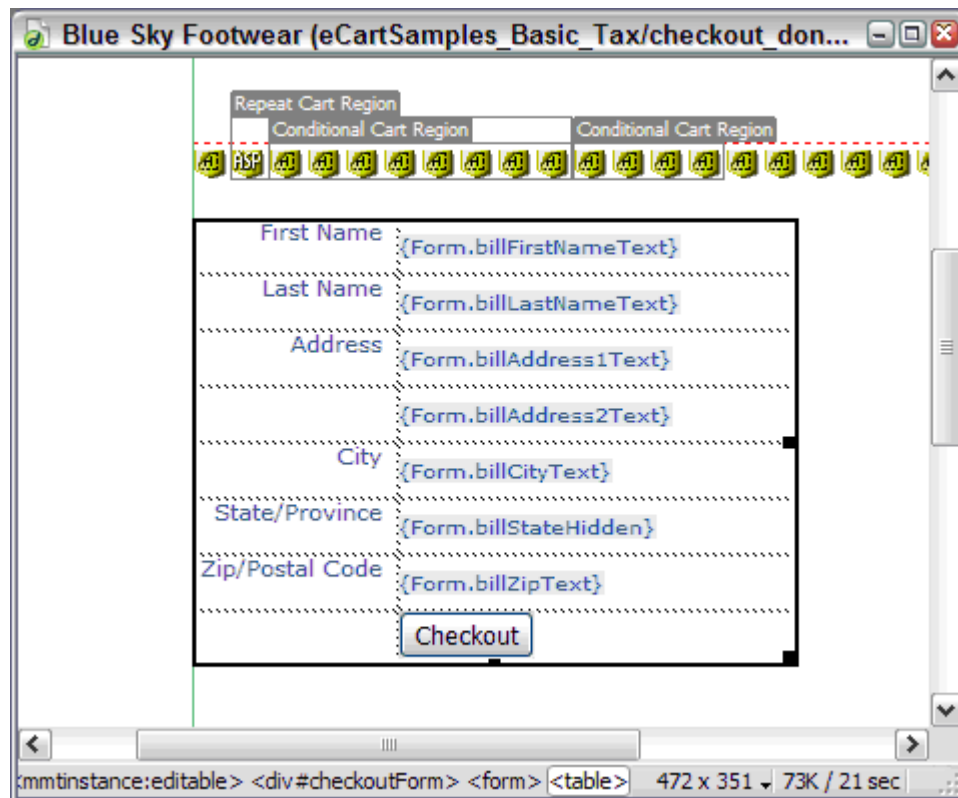 Blue Sky Footwear (eCartSamples_Basic_Tax/checkout_don...
Repeat Cart Region
Conditional Cart Region Conditional Cart Region
ASP
First Name {Form.billFirstNameText}
Last Name {Form.billLastNameText}
Address {Form.billAddress1Text}
{Form.billAddress2Text}
City {Form.billCityText}
State/Province {Form.billStateHidden}
Zip/Postal Code {Form.billZipText}
Checkout
<mmtinstance:editable> <div#checkoutForm> <form> <table> 472 x 351 73K / 21 sec